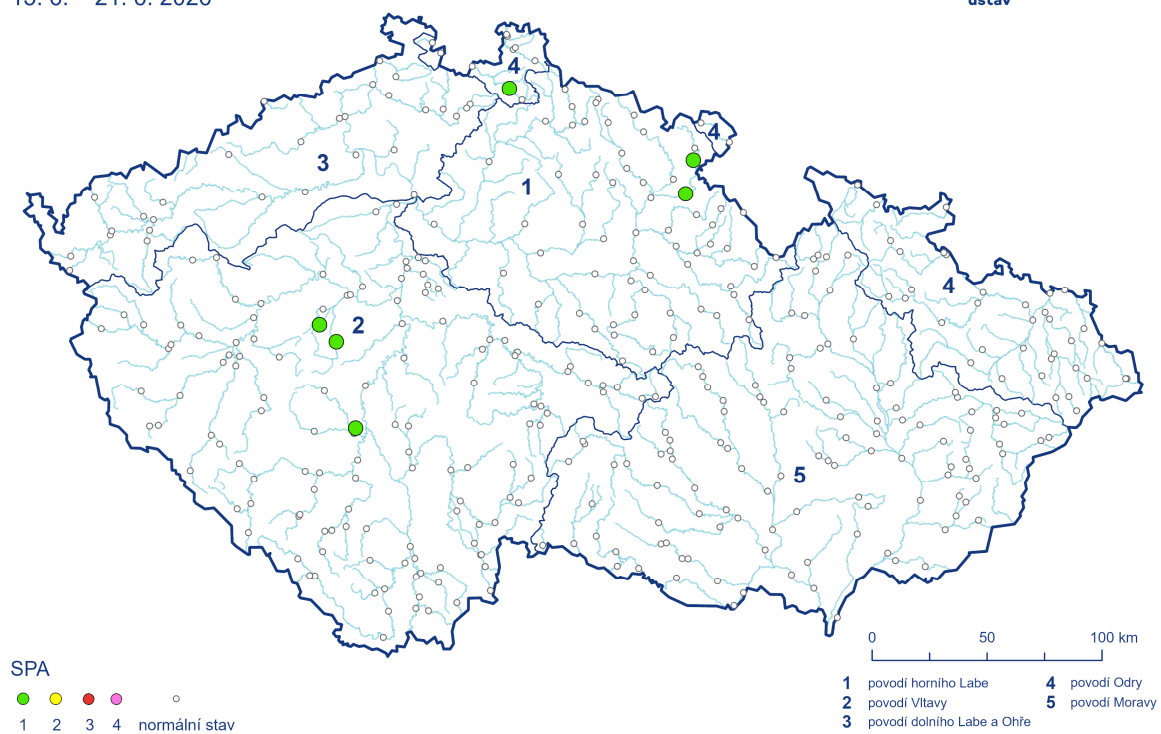 ústav
4
4
3
1
4
2
5
0 50 100 km
SPA
1 povodí horního Labe 4 povodí Odry
2 povodí Vltavy 5 povodí Moravy
3 povodí dolního Labe a Ohře
1 2 3 4 normální stav